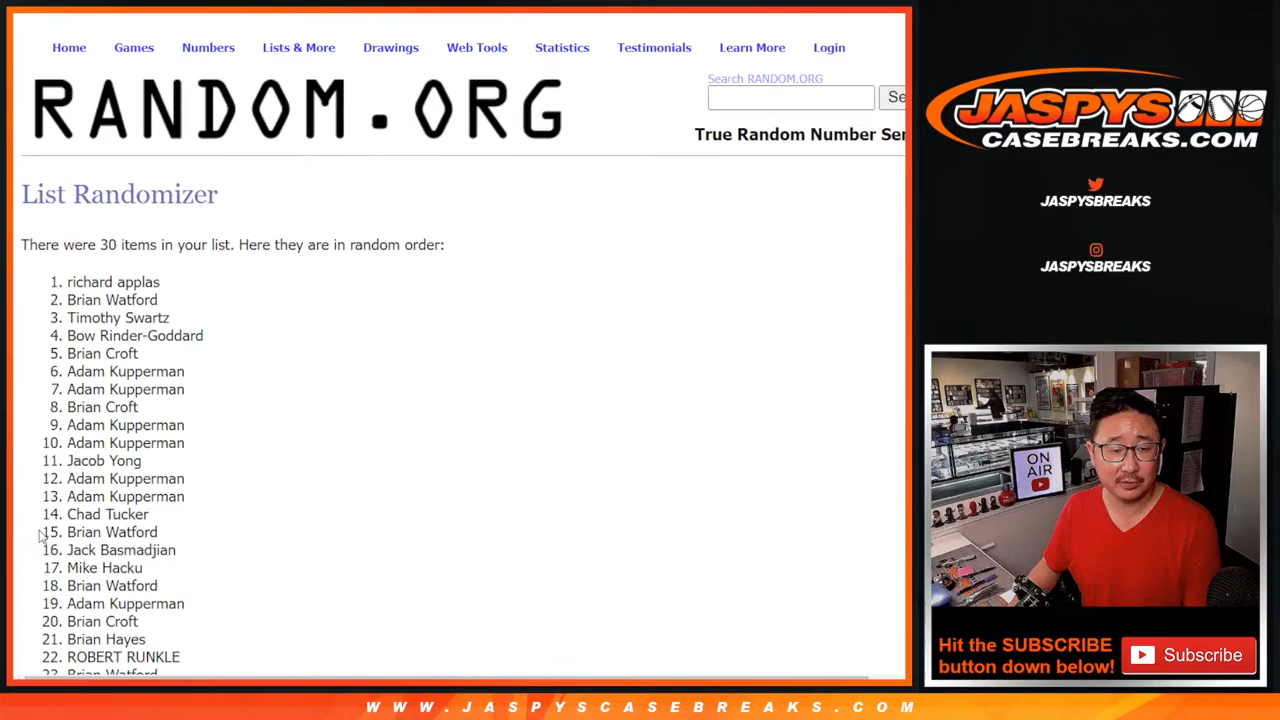 Home Games Numbers Lists & More Drawings Web Tools Statistics Testimonials Learn More Login
RANDOM.ORG
Search RANDOM.ORG
Se
True Random Number Ser
List Randomizer
There were 30 items in your list. Here they are in random order:
1. richard applas
2. Brian Watford
3. Timothy Swartz
4. Bow Rinder-Goddard
5. Brian Croft
6. Adam Kupperman
7. Adam Kupperman
8. Brian Croft
9. Adam Kupperman
10. Adam Kupperman
11. Jacob Yong
12. Adam Kupperman
13. Adam Kupperman
14. Chad Tucker
15. Brian Watford
16. Jack Basmadjian
17. Mike Hacku
18. Brian Watford
19. Adam Kupperman
20. Brian Croft
21. Brian Hayes
22. ROBERT RUNKLE
23. Brian Watford
JASPYS
CASEBREAKS.COM
JASPYSBREAKS
JASPYSBREAKS
ON
AIR
Hit the SUBSCRIBE
button down below!
Subscribe
WWW.JASPYSCASEBREAKS.COM